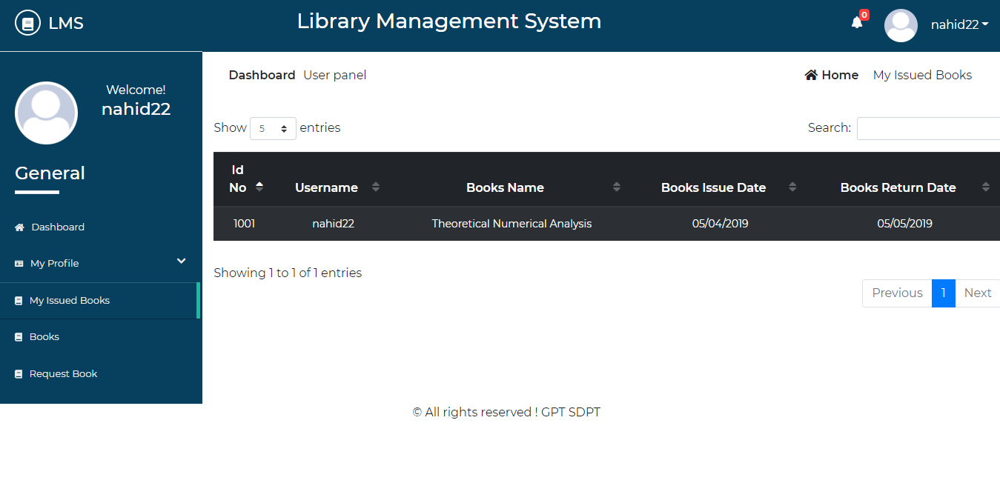 LMS
Library Management System
0
nahid22
Welcome!
nahid22
General
Dashboard
My Profile
My Issued Books
Books
Request Book
Dashboard User panel
Home My Issued Books
Show 5 entries
Search:
Id No Username Books Name Books Issue Date Books Return Date
1001 nahid22 Theoretical Numerical Analysis 05/04/2019 05/05/2019
Showing 1 to 1 of 1 entries
Previous 1 Next
© All rights reserved ! GPT SDPT